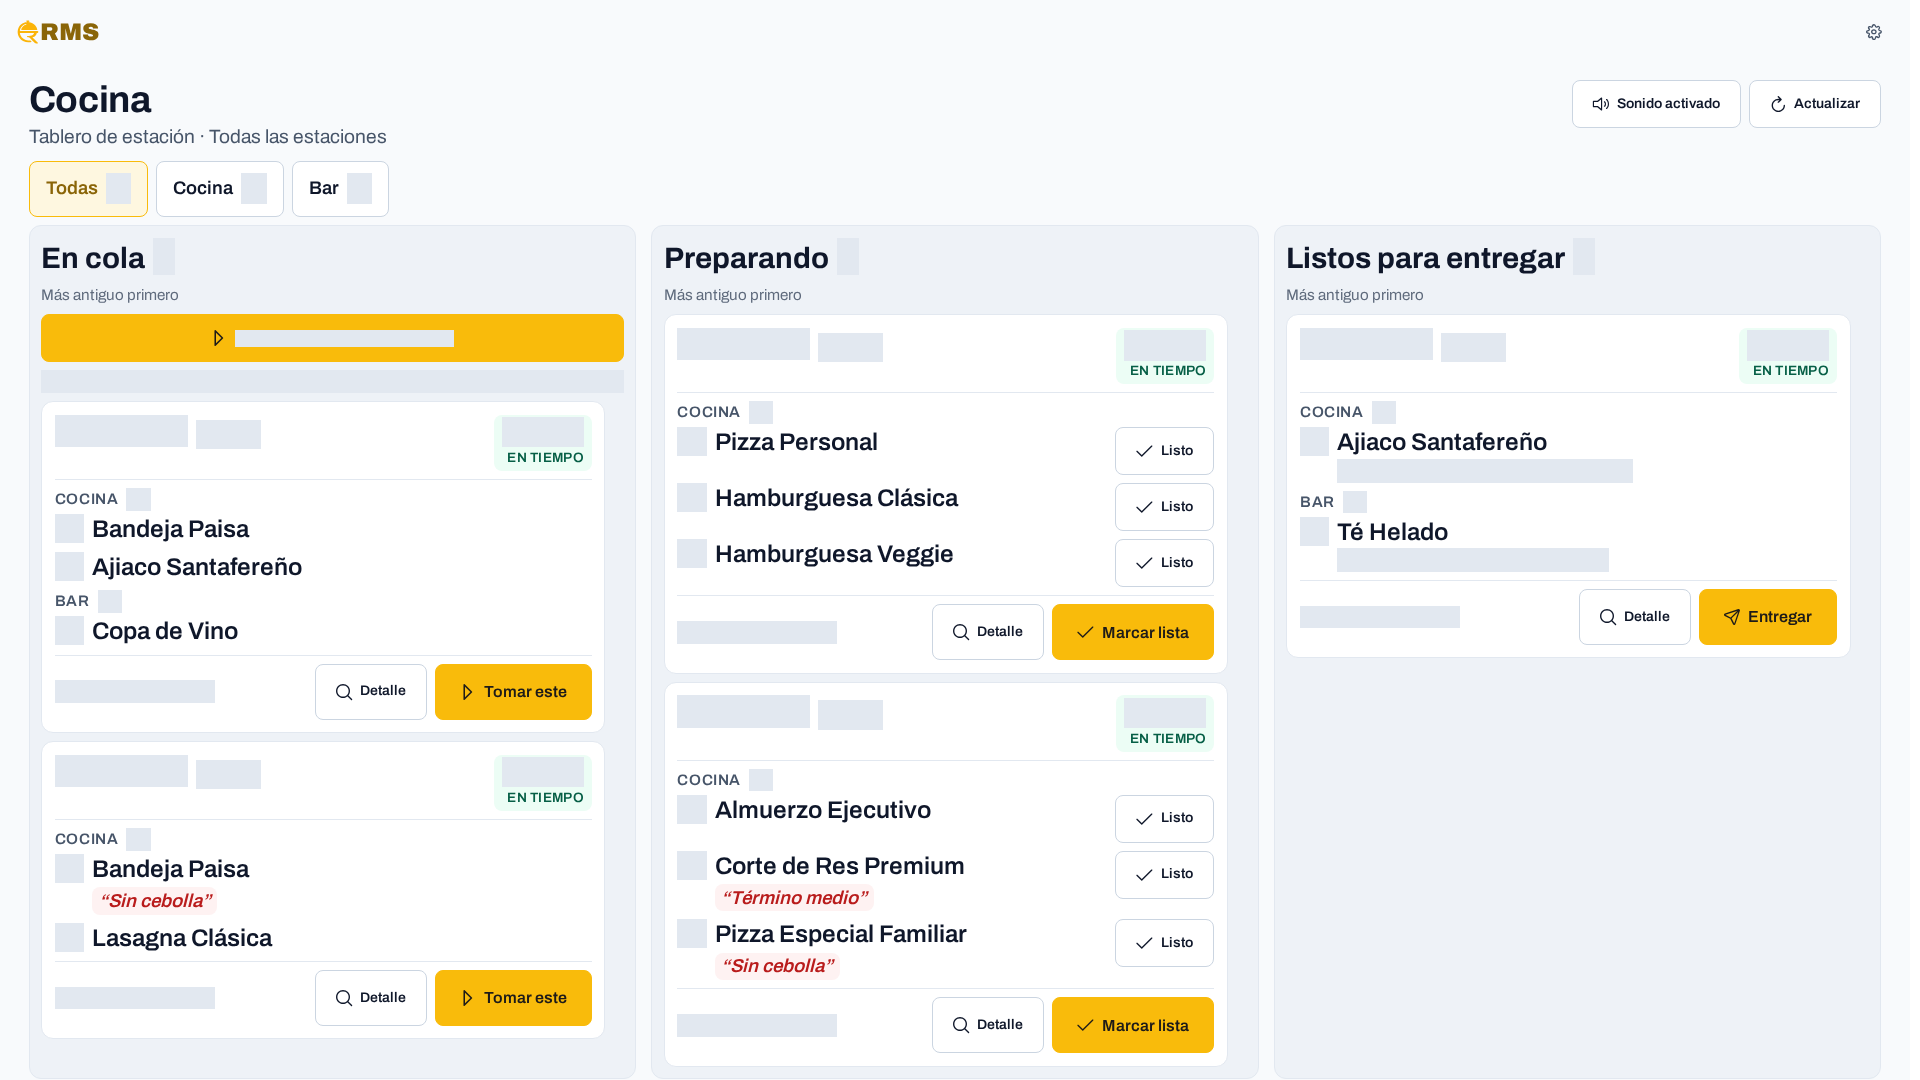 RMS
Cocina
Tablero de estación · Todas las estaciones
Sonido activado
Actualizar
Todas
Cocina
Bar
En cola
Más antiguo primero
EN TIEMPO
COCINA
Bandeja Paisa
Ajiaco Santafereño
BAR
Copa de Vino
Detalle
Tomar este
EN TIEMPO
COCINA
Bandeja Paisa
“Sin cebolla”
Lasagna Clásica
Detalle
Tomar este
Preparando
Más antiguo primero
EN TIEMPO
COCINA
Pizza Personal
Listo
Hamburguesa Clásica
Listo
Hamburguesa Veggie
Listo
Detalle
Marcar lista
EN TIEMPO
COCINA
Almuerzo Ejecutivo
Listo
Corte de Res Premium
Listo
“Término medio”
Pizza Especial Familiar
Listo
“Sin cebolla”
Detalle
Marcar lista
Listos para entregar
Más antiguo primero
EN TIEMPO
COCINA
Ajiaco Santafereño
BAR
Té Helado
Detalle
Entregar